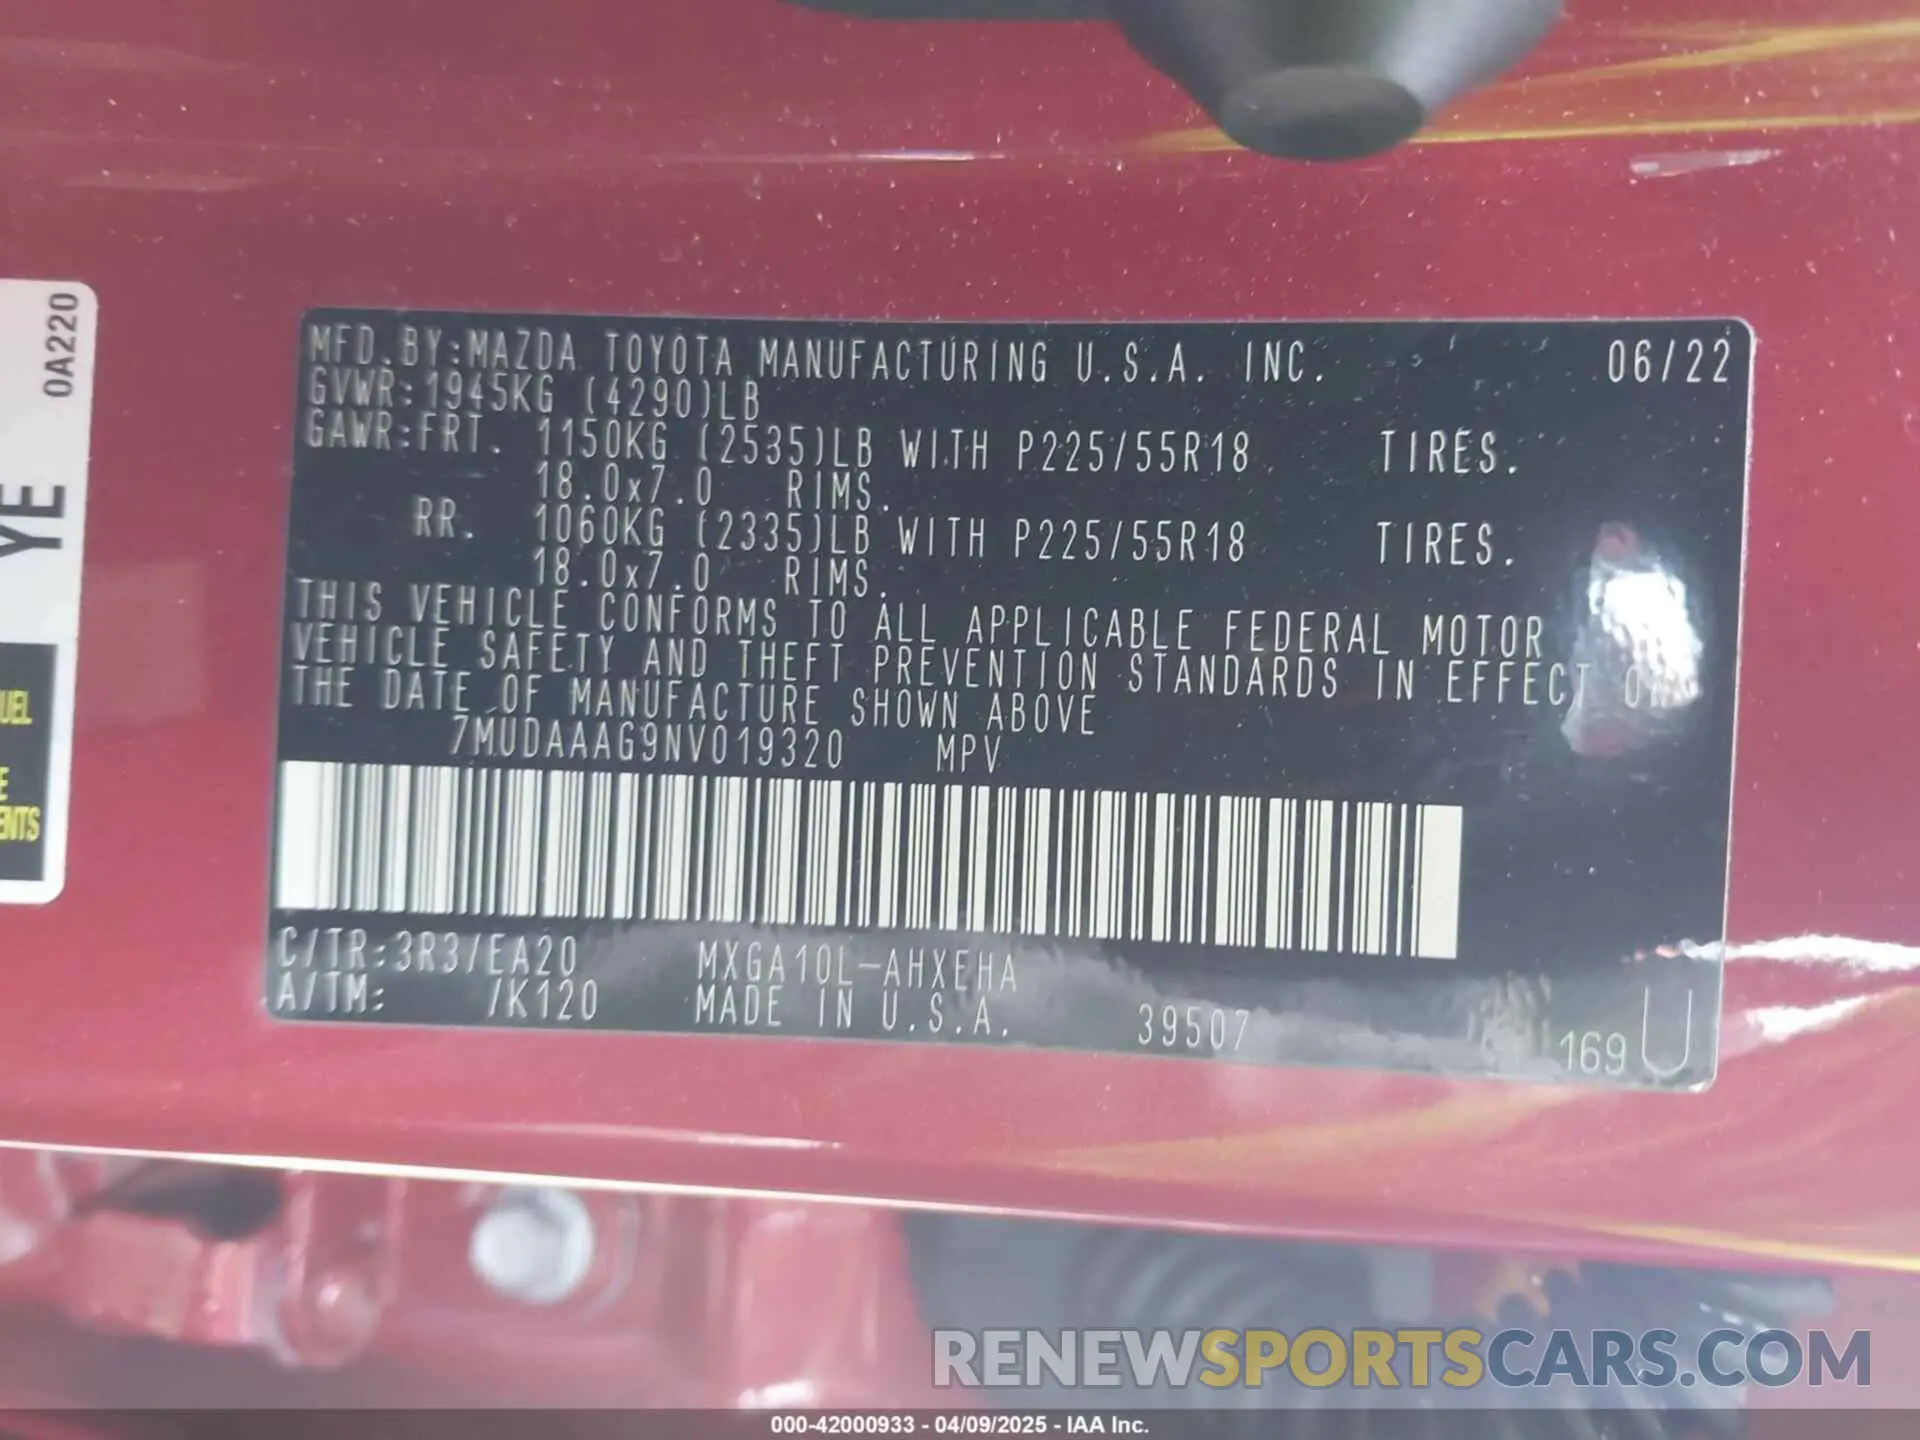 0A220
YE
UEL
E
ENTS
MFD.BY:MAZDA TOYOTA MANUFACTURING U.S.A. INC. 06/22
GVWR:1945KG (4290)LB
GAWR:FRT. 1150KG (2535)LB WITH P225/55R18 TIRES.
18.0x7.0 RIMS.
RR. 1060KG (2335)LB WITH P225/55R18 TIRES.
18.0x7.0 RIMS.
THIS VEHICLE CONFORMS TO ALL APPLICABLE FEDERAL MOTOR
VEHICLE SAFETY AND THEFT PREVENTION STANDARDS IN EFFECT ON
THE DATE OF MANUFACTURE SHOWN ABOVE
7MUDAAAG9NV019320 MPV
C/TR:3R3/EA20 MXGA10L-AHXEHA
A/TM: /K120 MADE IN U.S.A. 39507
169 U
RENEWSPORTSCARS.COM
000-42000933 - 04/09/2025 - IAA Inc.